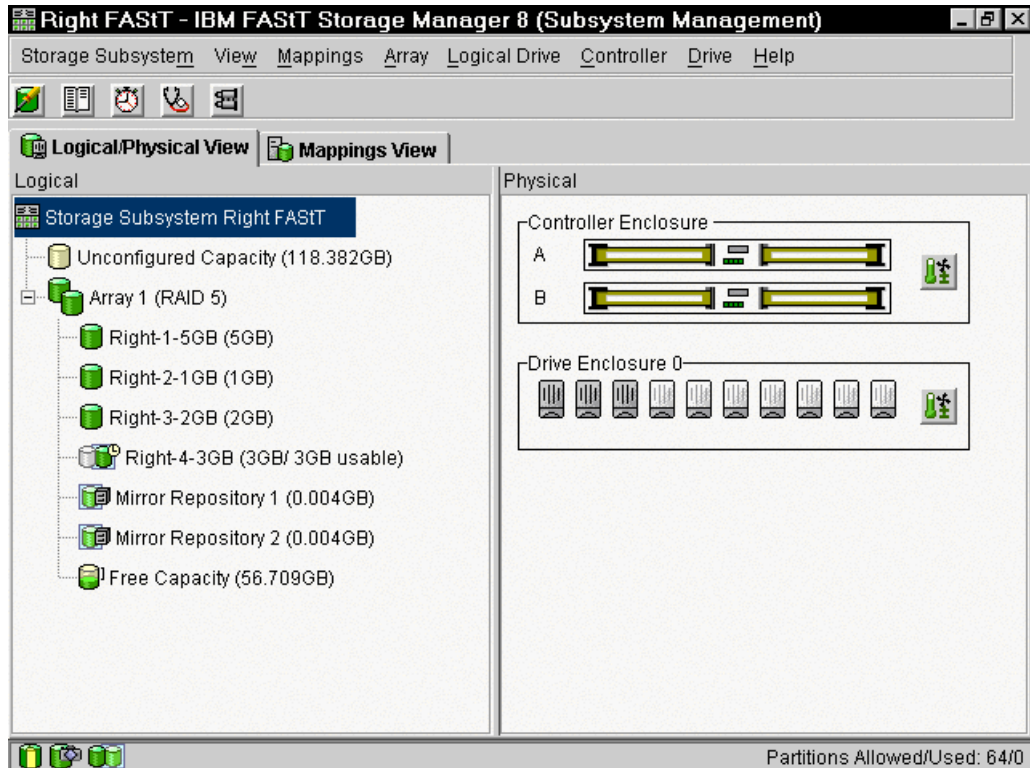 Right FAStT - IBM FAStT Storage Manager 8 (Subsystem Management)
Storage Subsystem View Mappings Array Logical Drive Controller Drive Help
Logical/Physical View Mappings View
Logical
Storage Subsystem Right FAStT
Unconfigured Capacity (118.382GB)
Array 1 (RAID 5)
Right-1-5GB (5GB)
Right-2-1GB (1GB)
Right-3-2GB (2GB)
Right-4-3GB (3GB/ 3GB usable)
Mirror Repository 1 (0.004GB)
Mirror Repository 2 (0.004GB)
Free Capacity (56.709GB)
Physical
Controller Enclosure
A
B
Drive Enclosure 0
Partitions Allowed/Used: 64/0